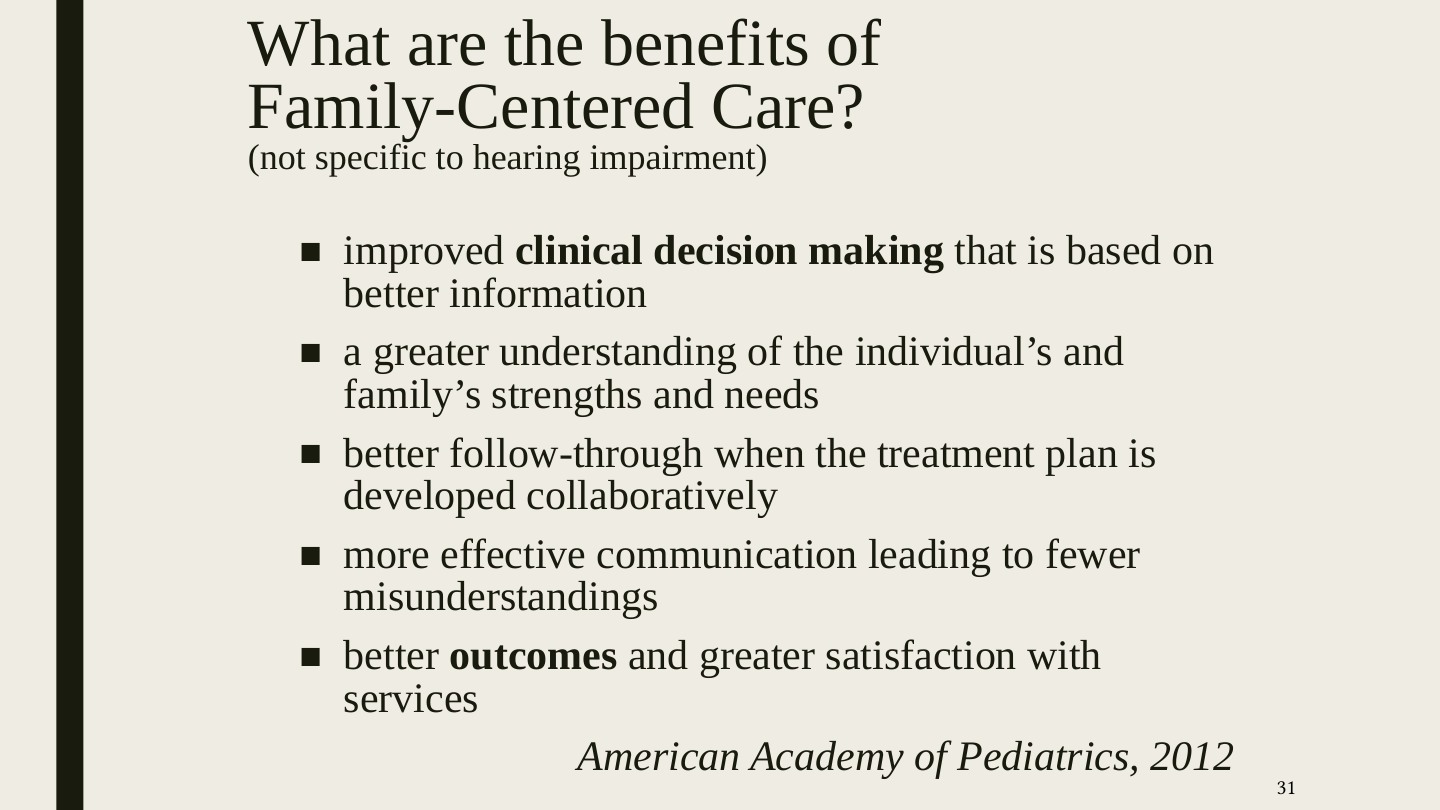 What are the benefits of
Family-Centered Care?
(not specific to hearing impairment)
■ improved clinical decision making that is based on
better information
■ a greater understanding of the individual’s and
family’s strengths and needs
■ better follow-through when the treatment plan is
developed collaboratively
■ more effective communication leading to fewer
misunderstandings
■ better outcomes and greater satisfaction with
services
American Academy of Pediatrics, 2012
31